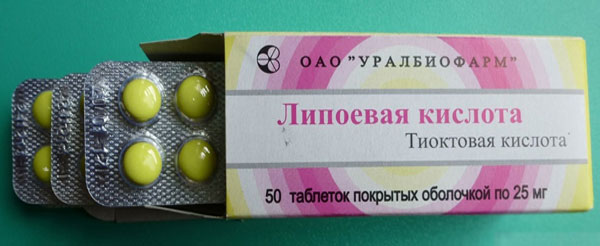 ОАО "УРАЛБИОФАРМ"
Липоевая кислота
Тиоктовая кислота
50 таблеток покрытых оболочкой по 25 мг